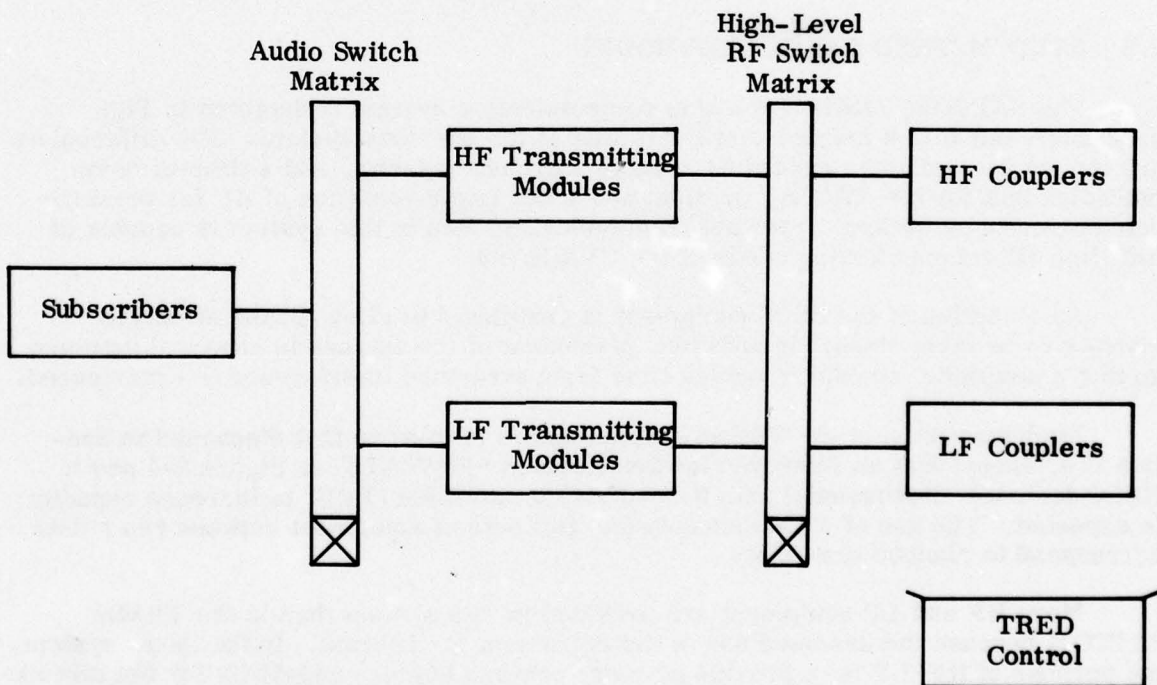 Audio Switch
Matrix
High-Level
RF Switch
Matrix
HF Transmitting
Modules
HF Couplers
Subscribers
LF Transmitting
Modules
LF Couplers
TRED
Control